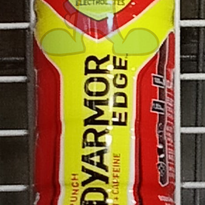 ELECTROLYTES
DYARMOR
EDGE
PUNCH
+ CAFFEINE